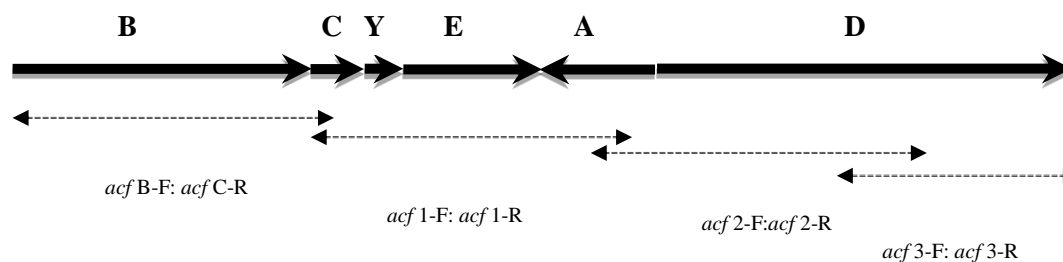 B C Y E A D
acf B-F: acf C-R
acf 1-F: acf 1-R
acf 2-F:acf 2-R
acf 3-F: acf 3-R